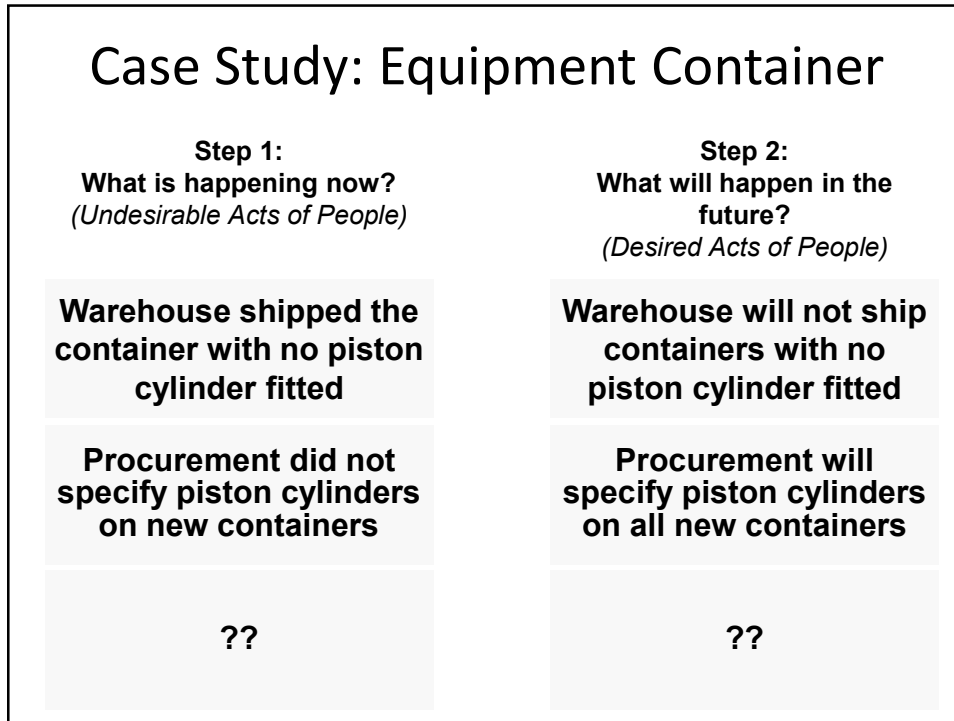 Case Study: Equipment Container
Step 1:
What is happening now?
(Undesirable Acts of People)
Step 2:
What will happen in the
future?
(Desired Acts of People)
Warehouse shipped the
container with no piston
cylinder fitted
Warehouse will not ship
containers with no
piston cylinder fitted
Procurement did not
specify piston cylinders
on new containers
Procurement will
specify piston cylinders
on all new containers
??
??